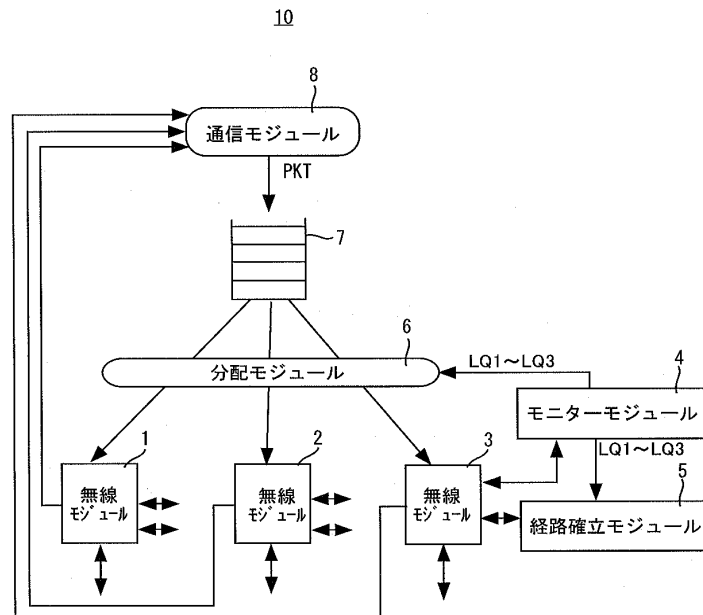 10
8
通信モジュール
PKT
7
6
分配モジュール
LQ1～LQ3
4
モニターモジュール
LQ1～LQ3
1
無線
ﾓｼﾞｭｰﾙ
2
無線
ﾓｼﾞｭｰﾙ
3
無線
ﾓｼﾞｭｰﾙ
5
経路確立モジュール